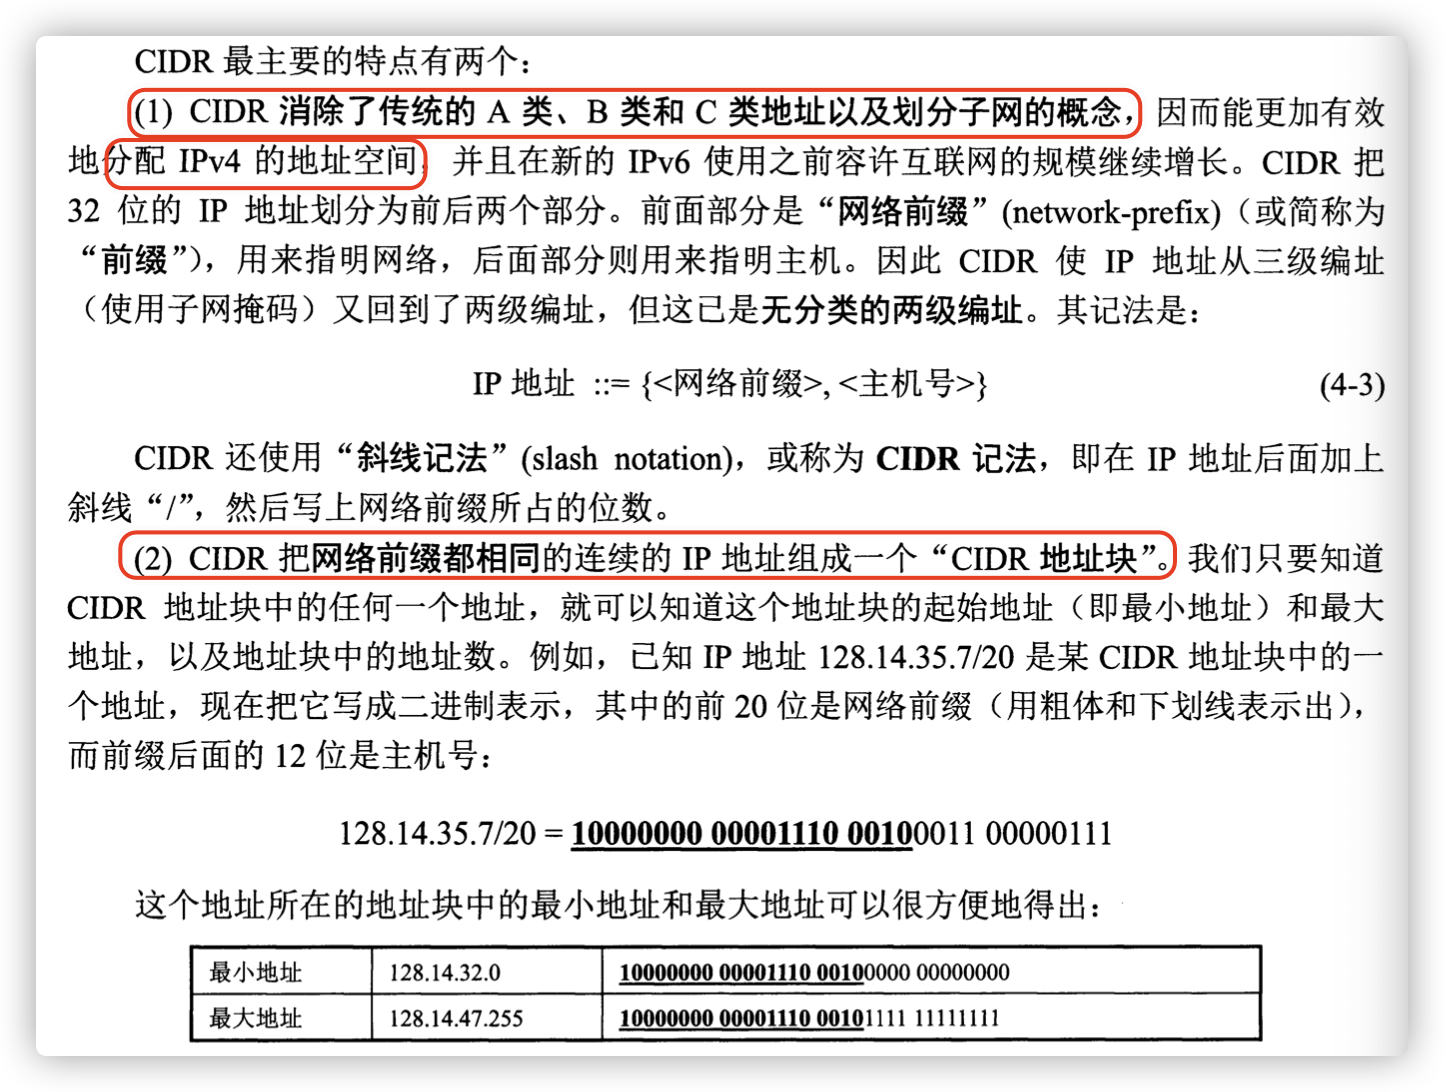 CIDR 最主要的特点有两个：
(1) CIDR 消除了传统的 A 类、B 类和 C 类地址以及划分子网的概念，因而能更加有效
地分配 IPv4 的地址空间，并且在新的 IPv6 使用之前容许互联网的规模继续增长。CIDR 把
32 位的 IP 地址划分为前后两个部分。前面部分是“网络前缀”(network-prefix)（或简称为
“前缀”），用来指明网络，后面部分则用来指明主机。因此 CIDR 使 IP 地址从三级编址
（使用子网掩码）又回到了两级编址，但这已是无分类的两级编址。其记法是：
IP 地址 ::= {<网络前缀>, <主机号>} (4-3)
CIDR 还使用“斜线记法”(slash notation)，或称为 CIDR 记法，即在 IP 地址后面加上
斜线“/”，然后写上网络前缀所占的位数。
(2) CIDR 把网络前缀都相同的连续的 IP 地址组成一个“CIDR 地址块”。我们只要知道
CIDR 地址块中的任何一个地址，就可以知道这个地址块的起始地址（即最小地址）和最大
地址，以及地址块中的地址数。例如，已知 IP 地址 128.14.35.7/20 是某 CIDR 地址块中的一
个地址，现在把它写成二进制表示，其中的前 20 位是网络前缀（用粗体和下划线表示出），
而前缀后面的 12 位是主机号：
128.14.35.7/20 = 10000000 00001110 00100011 00000111
这个地址所在的地址块中的最小地址和最大地址可以很方便地得出：
最小地址 128.14.32.0 10000000 00001110 00100000 00000000
最大地址 128.14.47.255 10000000 00001110 00101111 11111111